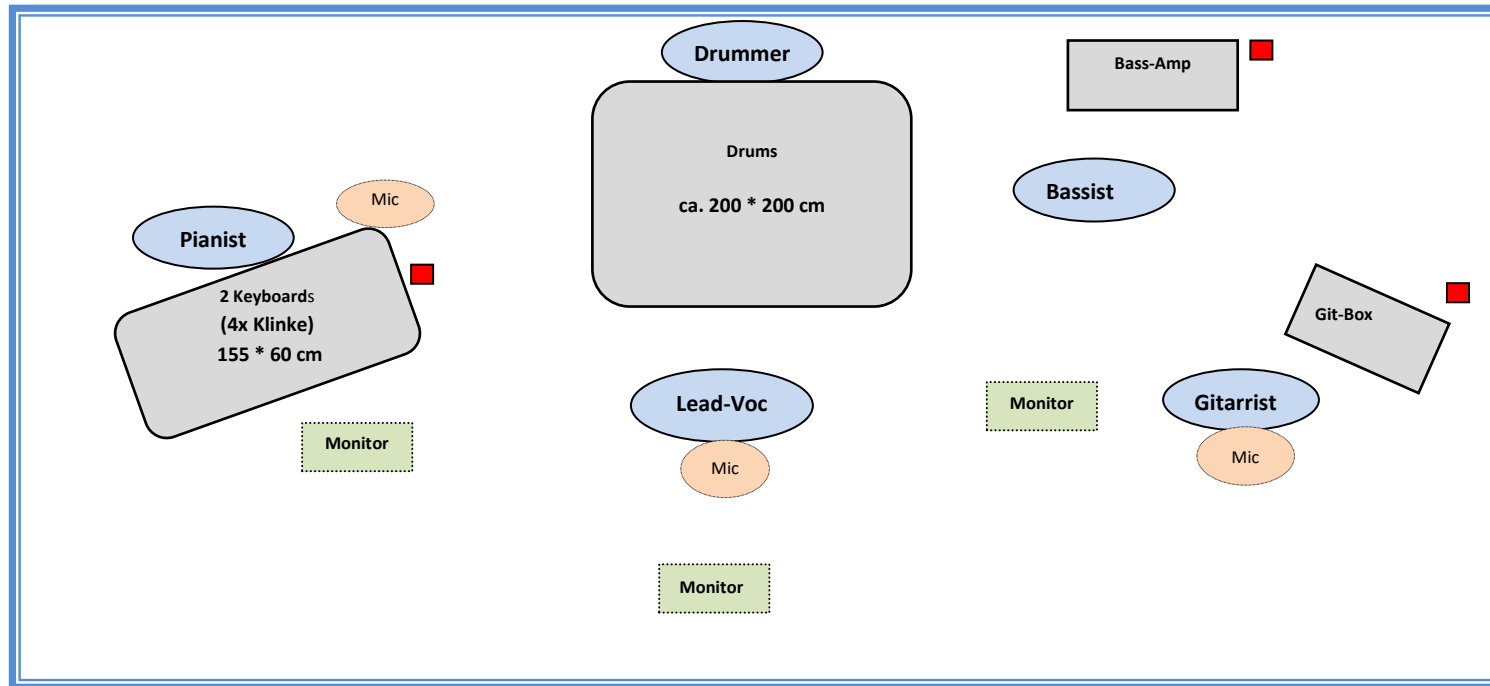 Drummer
Bass-Amp
Drums
ca. 200 * 200 cm
Bassist
Mic
Pianist
2 Keyboards
(4x Klinke)
155 * 60 cm
Git-Box
Lead-Voc
Mic
Monitor
Gitarrist
Mic
Monitor
Monitor